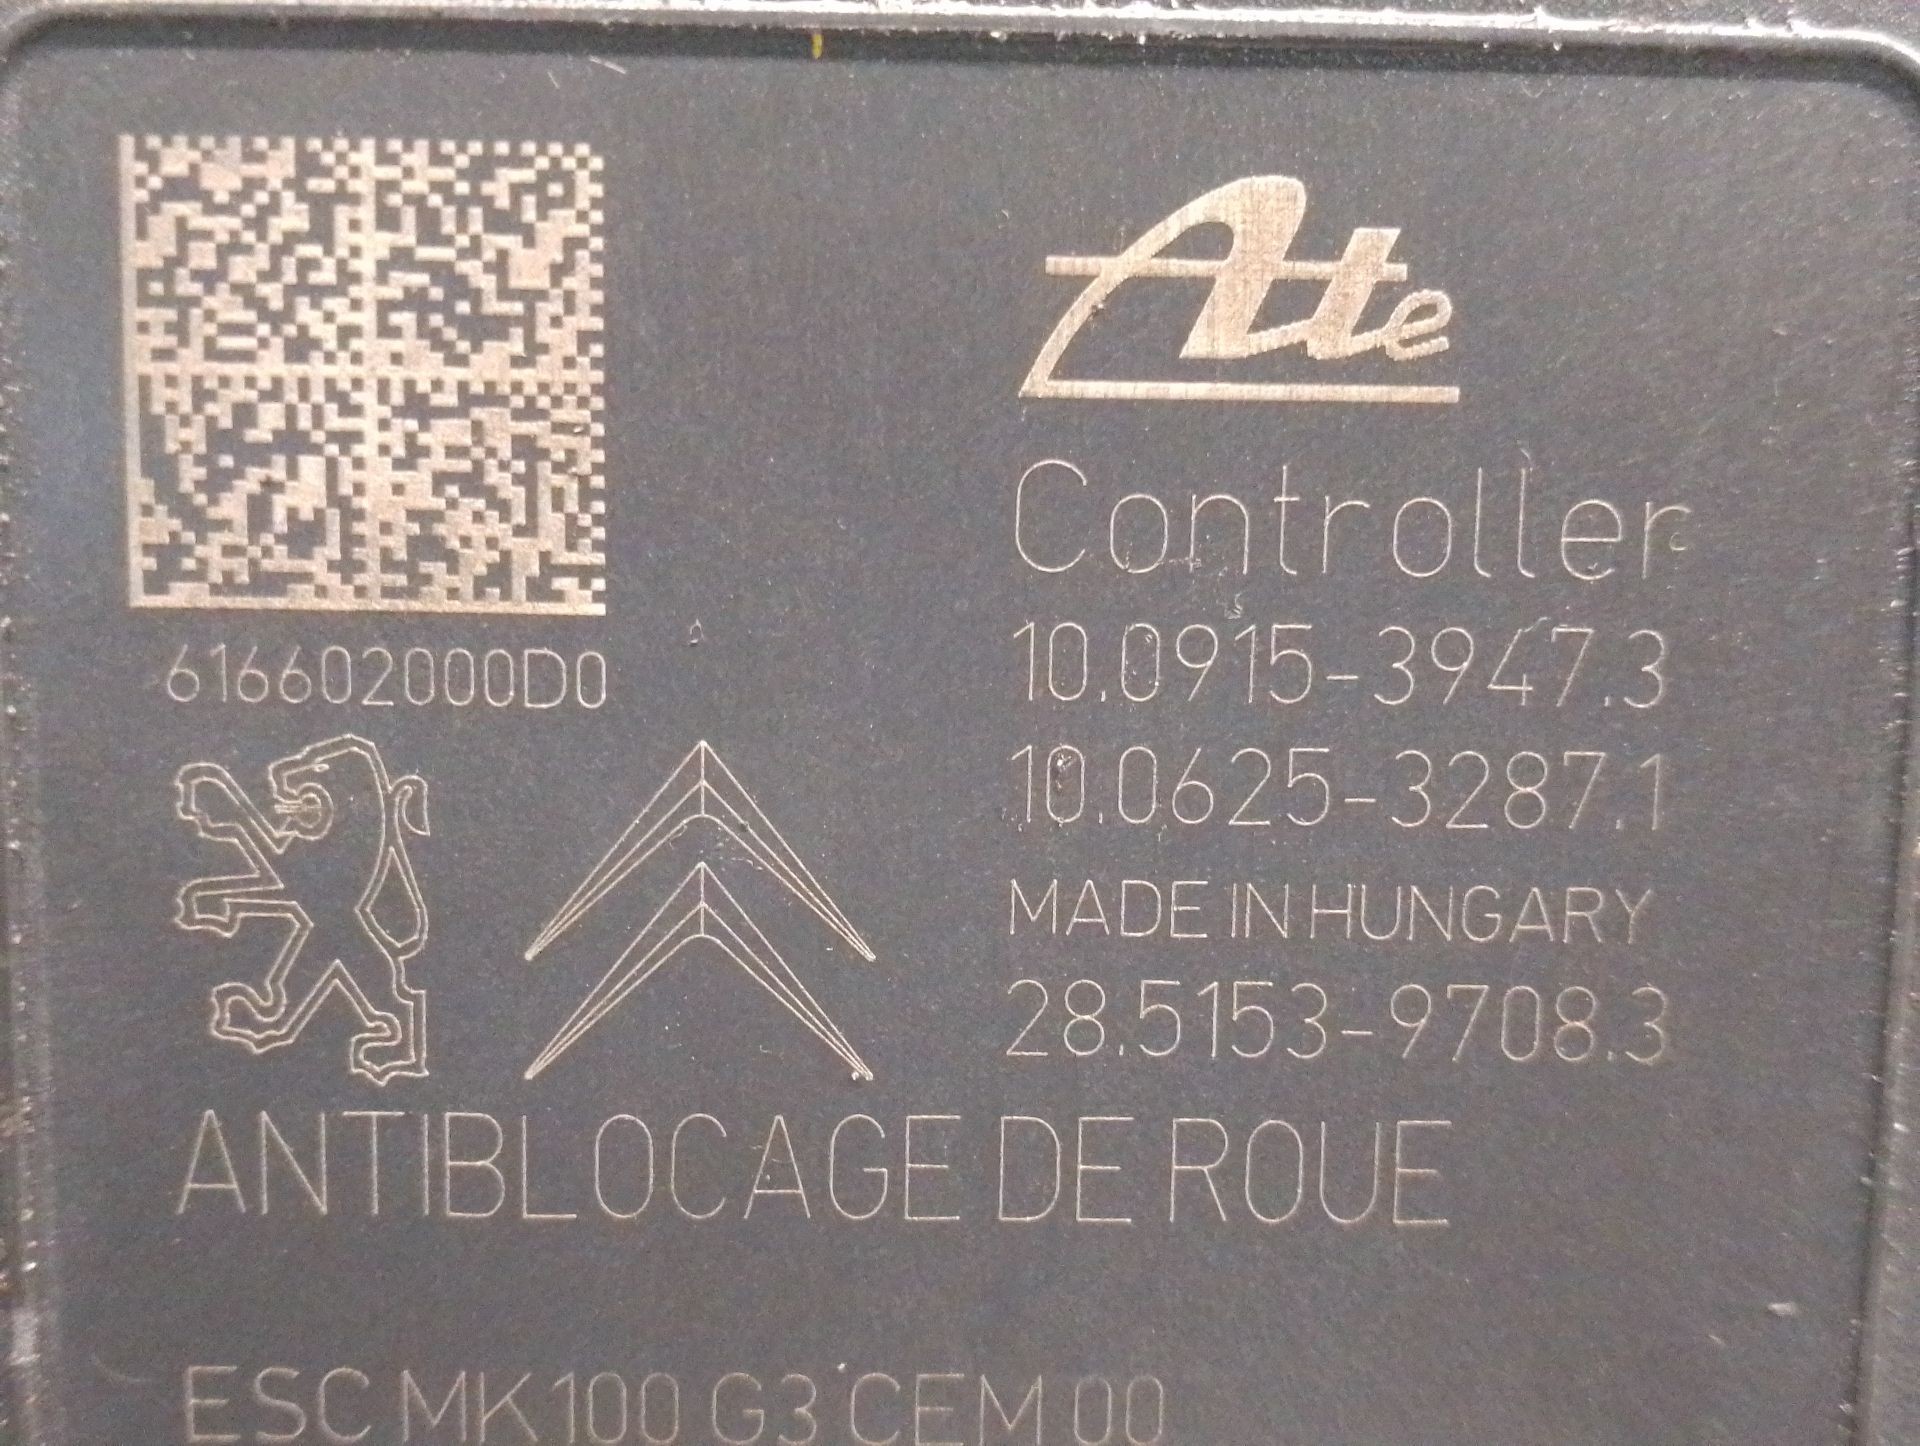 Ate
Controller
616602000D0
10.0915-3947.3
10.0625-3287.1
MADE IN HUNGARY
28.5153-9708.3
ANTIBLOCAGE DE ROUE
ESC MK100 G3 CEM 00